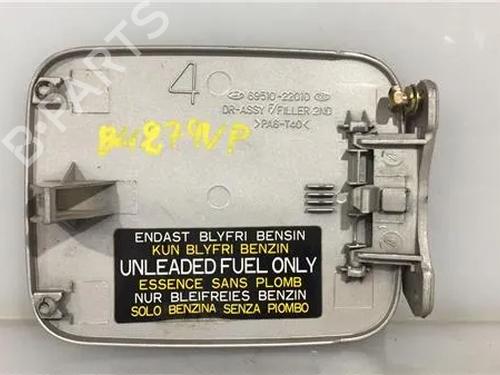 B-PARTS
4
69510-22010
DR-ASSY F/FILLER 2ND
>PA6-T40<
ENDAST BLYFRI BENSIN
KUN BLYFRI BENZIN
UNLEADED FUEL ONLY
ESSENCE SANS PLOMB
NUR BLEIFREIES BENZIN
SOLO BENZINA SENZA PIOMBO